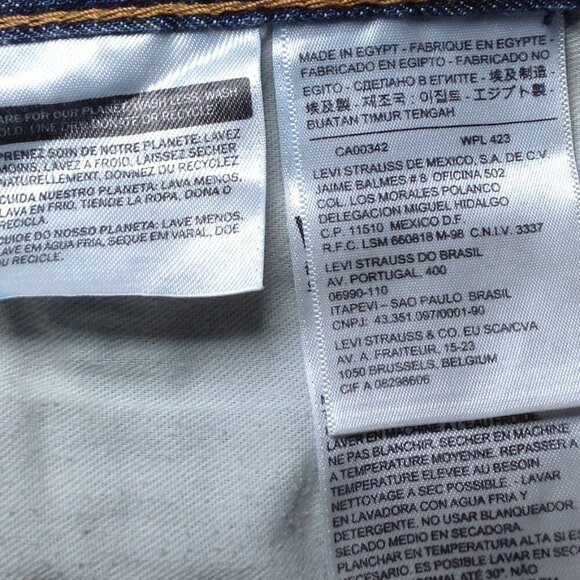 CARE FOR OUR PLANET: WASH LESS, WASH
COLD, LINE DRY, DONATE OR RECYCLE.
PRENEZ SOIN DE NOTRE PLANETE: LAVEZ
MOINS, LAVEZ A FROID, LAISSEZ SECHER
NATURELLEMENT, DONNEZ OU RECYCLEZ
CUIDA NUESTRO PLANETA: LAVA MENOS,
LAVA EN FRIO, TIENDE LA ROPA, DONA O
RECICLA.
CUIDE DO NOSSO PLANETA: LAVE MENOS,
LAVE EM AGUA FRIA, SEQUE EM VARAL, DOE
OU RECICLE.
MADE IN EGYPT - FABRIQUE EN EGYPTE -
FABRICADO EN EGIPTO - FABRICADO NO
EGITO - СДЕЛАНО В ЕГИПТЕ - 埃及制造 -
埃及製 - 제조국 : 이집트 - エジプト製 -
BUATAN TIMUR TENGAH
CA00342 WPL 423
LEVI STRAUSS DE MEXICO, S.A. DE C.V.
JAIME BALMES # 8 OFICINA 502
COL. LOS MORALES POLANCO
DELEGACION MIGUEL HIDALGO
C.P. 11510 MEXICO D.F.
R.F.C. LSM 660818 M-98 C.N.I.V. 3337
LEVI STRAUSS DO BRASIL
AV. PORTUGAL, 400
06990-110
ITAPEVI - SAO PAULO BRASIL
CNPJ: 43.351.097/0001-90
LEVI STRAUSS & CO. EU SCA/CVA
AV. A. FRAITEUR, 15-23
1050 BRUSSELS, BELGIUM
CIF A 08298606
LAVER EN MACHINE A L'EAU FROIDE.
NE PAS BLANCHIR. SECHER EN MACHINE
A TEMPERATURE MOYENNE. REPASSER A
TEMPERATURE ELEVEE AU BESOIN
NETTOYAGE A SEC POSSIBLE. - LAVAR
EN LAVADORA CON AGUA FRIA Y
DETERGENTE. NO USAR BLANQUEADOR
MEDIO SECO EN SECADORA.
PLANCHAR EN TEMPERATURA ALTA SI ES
NECESARIO. ES POSIBLE LAVAR EN SEC
MAL AU 30°. NON